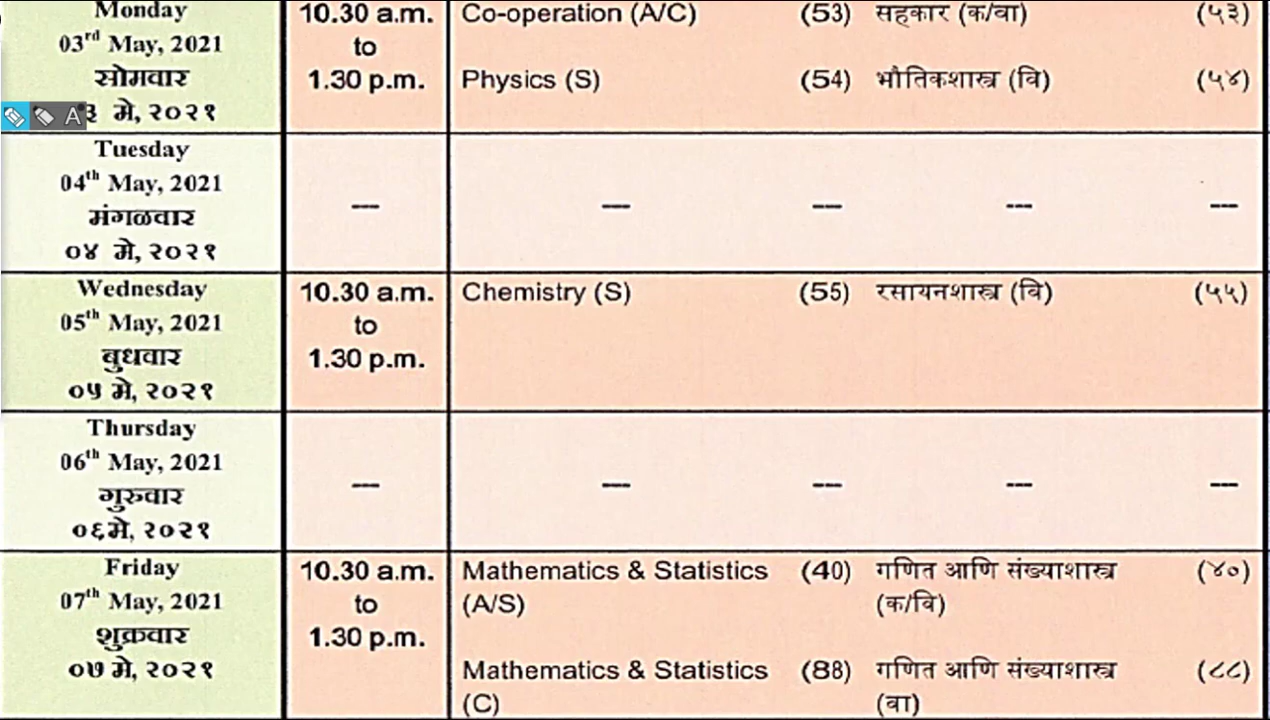 Monday 10.30 a.m. Co-operation (A/C) (53) सहकार (क/वा) (५३)
03rd May, 2021 to
सोमवार 1.30 p.m. Physics (S) (54) भौतिकशास्त्र (वि) (५४)
A ३ मे, २०२१
Tuesday
04th May, 2021
मंगळवार --- --- --- --- ---
०४ मे, २०२१
Wednesday 10.30 a.m. Chemistry (S) (55) रसायनशास्त्र (वि) (५५)
05th May, 2021 to
बुधवार 1.30 p.m.
०५ मे, २०२१
Thursday
06th May, 2021
गुरुवार --- --- --- --- ---
०६मे, २०२१
Friday 10.30 a.m. Mathematics & Statistics (40) गणित आणि संख्याशास्त्र (४०)
07th May, 2021 to (A/S) (क/वि)
शुक्रवार 1.30 p.m.
०७ मे, २०२१ Mathematics & Statistics (88) गणित आणि संख्याशास्त्र (८८)
(C) (वा)